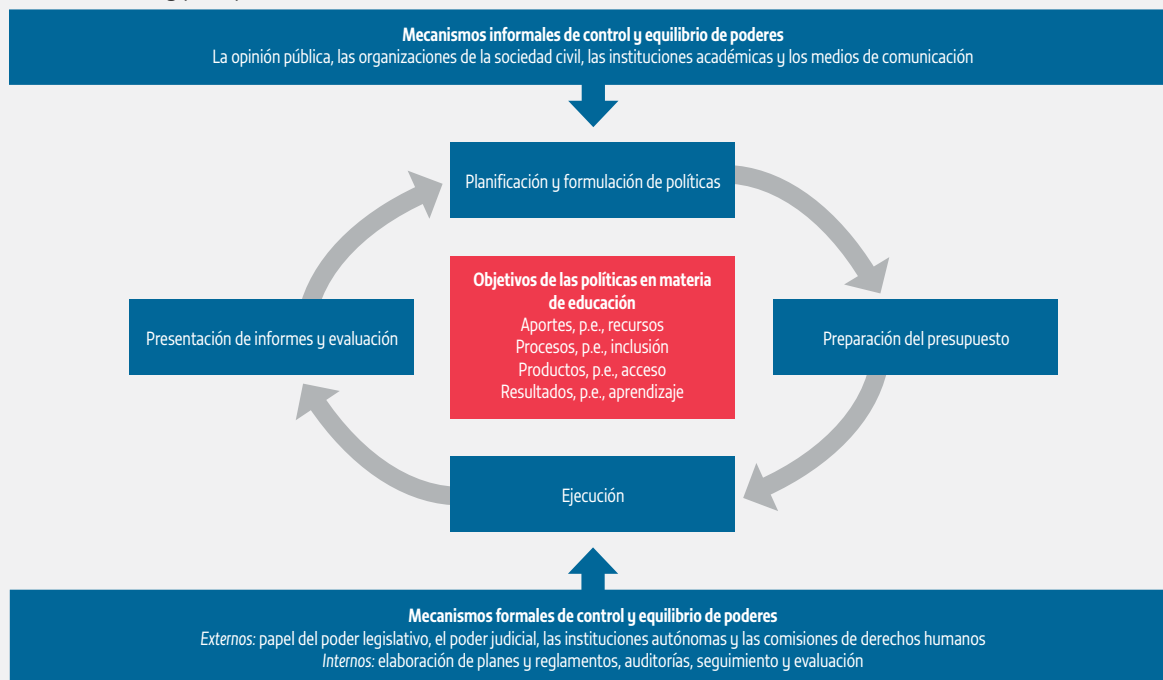 Mecanismos informales de control y equilibrio de poderes
La opinión pública, las organizaciones de la sociedad civil, las instituciones académicas y los medios de comunicación
Planificación y formulación de políticas
Objetivos de las políticas en materia
de educación
Aportes, p.e., recursos
Procesos, p.e., inclusión
Productos, p.e., acceso
Resultados, p.e., aprendizaje
Presentación de informes y evaluación
Preparación del presupuesto
Ejecución
Mecanismos formales de control y equilibrio de poderes
Externos: papel del poder legislativo, el poder judicial, las instituciones autónomas y las comisiones de derechos humanos
Internos: elaboración de planes y reglamentos, auditorías, seguimiento y evaluación